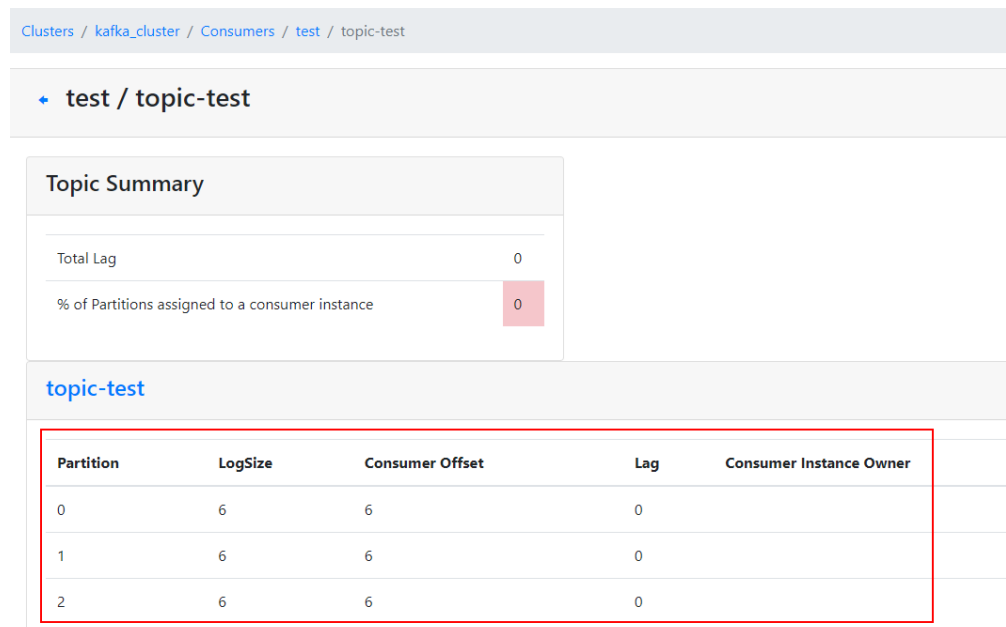 Clusters / kafka_cluster / Consumers / test / topic-test
test / topic-test
Topic Summary
Total Lag 0
% of Partitions assigned to a consumer instance 0
topic-test
Partition LogSize Consumer Offset Lag Consumer Instance Owner
0 6 6 0
1 6 6 0
2 6 6 0